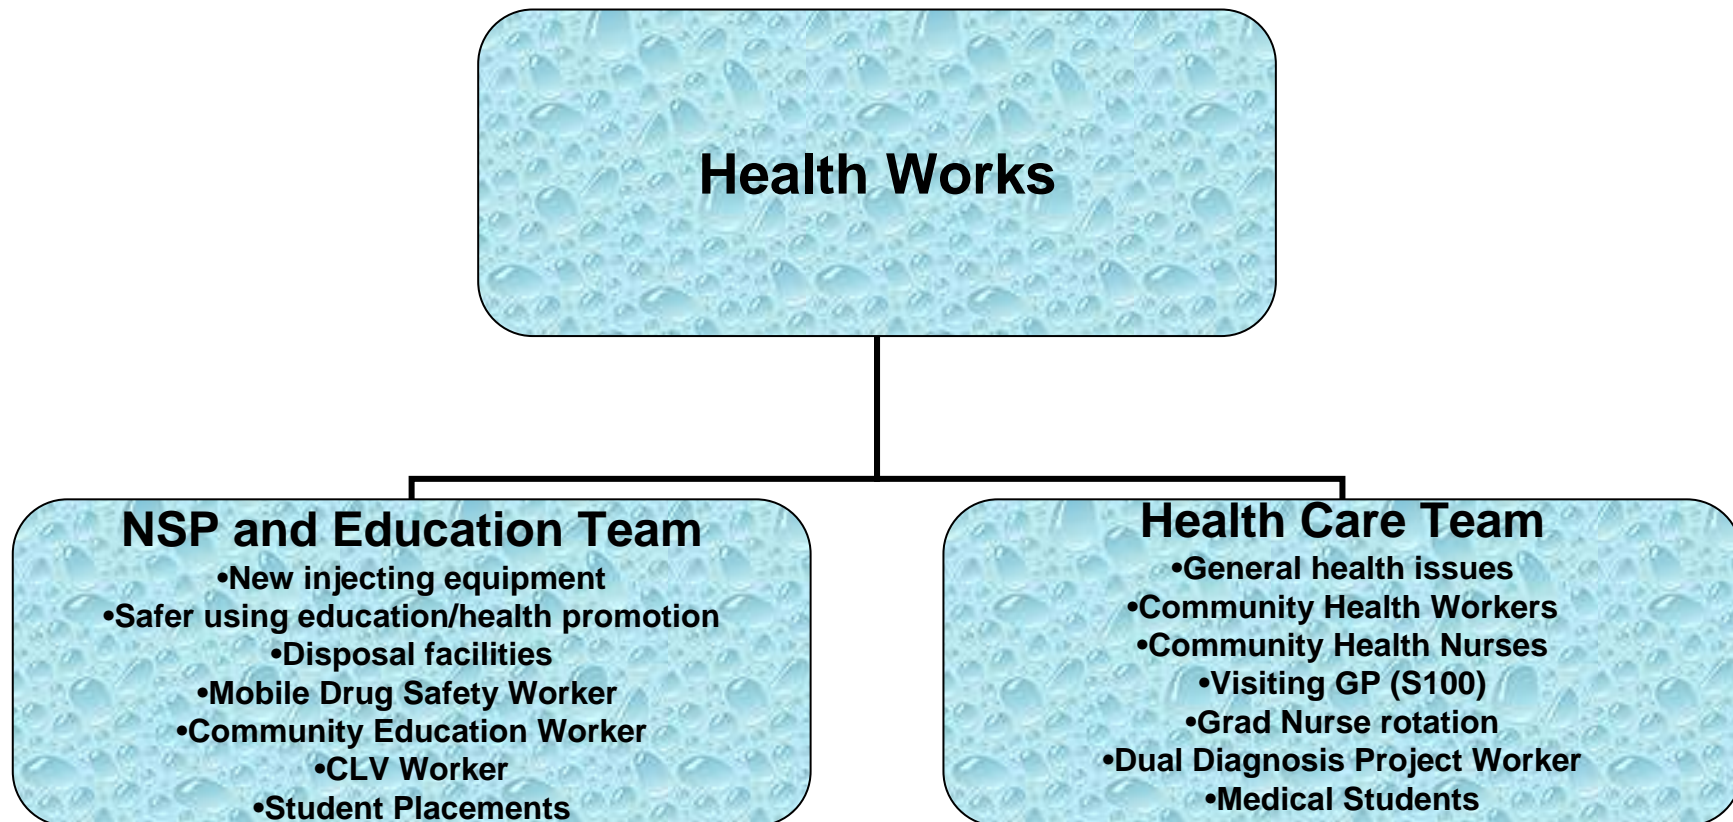 Health Works
NSP and Education Team
•New injecting equipment
•Safer using education/health promotion
•Disposal facilities
•Mobile Drug Safety Worker
•Community Education Worker
•CLV Worker
•Student Placements
Health Care Team
•General health issues
•Community Health Workers
•Community Health Nurses
•Visiting GP (S100)
•Grad Nurse rotation
•Dual Diagnosis Project Worker
•Medical Students